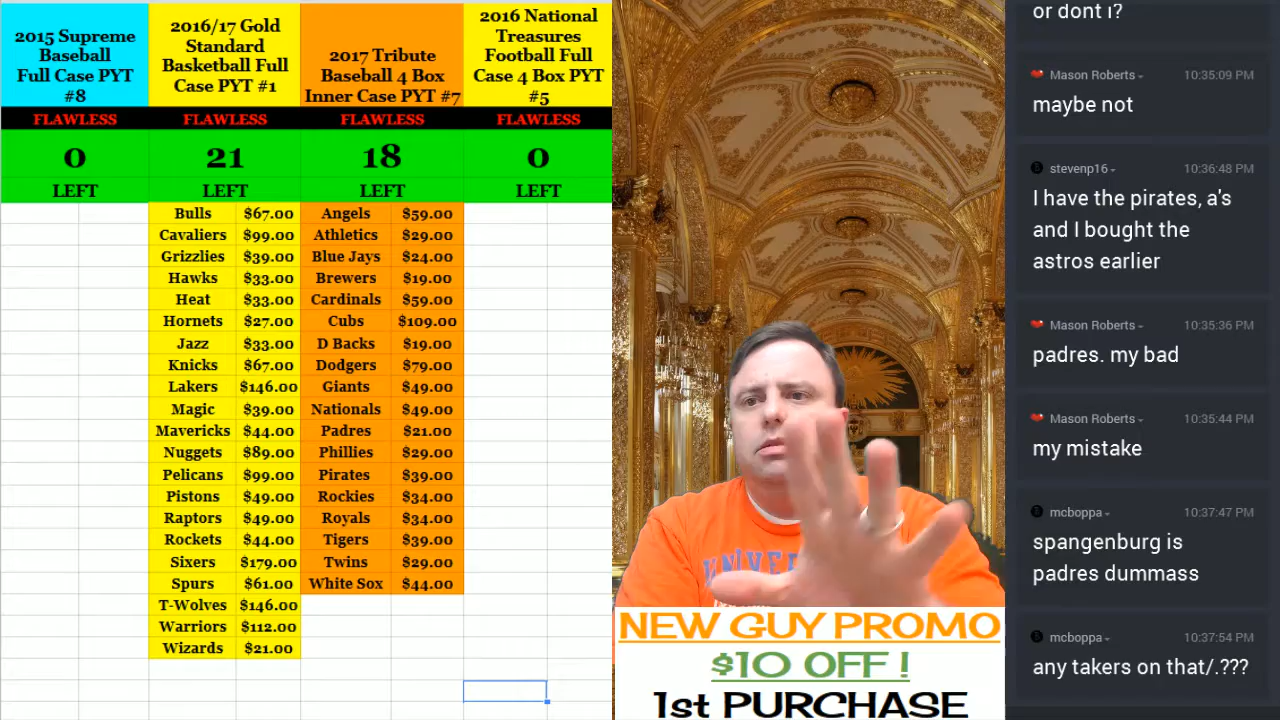 2015 Supreme
Baseball
Full Case PYT
#8
2016/17 Gold
Standard
Basketball Full
Case PYT #1
2017 Tribute
Baseball 4 Box
Inner Case PYT #7
2016 National
Treasures
Football Full
Case 4 Box PYT
#5
FLAWLESS FLAWLESS FLAWLESS FLAWLESS
0 21 18 0
LEFT LEFT LEFT LEFT
Bulls $67.00 Angels $59.00
Cavaliers $99.00 Athletics $29.00
Grizzlies $39.00 Blue Jays $24.00
Hawks $33.00 Brewers $19.00
Heat $33.00 Cardinals $59.00
Hornets $27.00 Cubs $109.00
Jazz $33.00 D Backs $19.00
Knicks $67.00 Dodgers $79.00
Lakers $146.00 Giants $49.00
Magic $39.00 Nationals $49.00
Mavericks $44.00 Padres $21.00
Nuggets $89.00 Phillies $29.00
Pelicans $99.00 Pirates $39.00
Pistons $49.00 Rockies $34.00
Raptors $49.00 Royals $34.00
Rockets $44.00 Tigers $39.00
Sixers $179.00 Twins $29.00
Spurs $61.00 White Sox $44.00
T-Wolves $146.00
Warriors $112.00
Wizards $21.00
NEW GUY PROMO
$10 OFF !
1st PURCHASE
or dont i?
Mason Roberts 10:35:09 PM
maybe not
stevenp16 10:36:48 PM
I have the pirates, a's
and I bought the
astros earlier
Mason Roberts 10:35:36 PM
padres. my bad
Mason Roberts 10:35:44 PM
my mistake
mcboppa 10:37:47 PM
spangenburg is
padres dummass
mcboppa 10:37:54 PM
any takers on that/.???